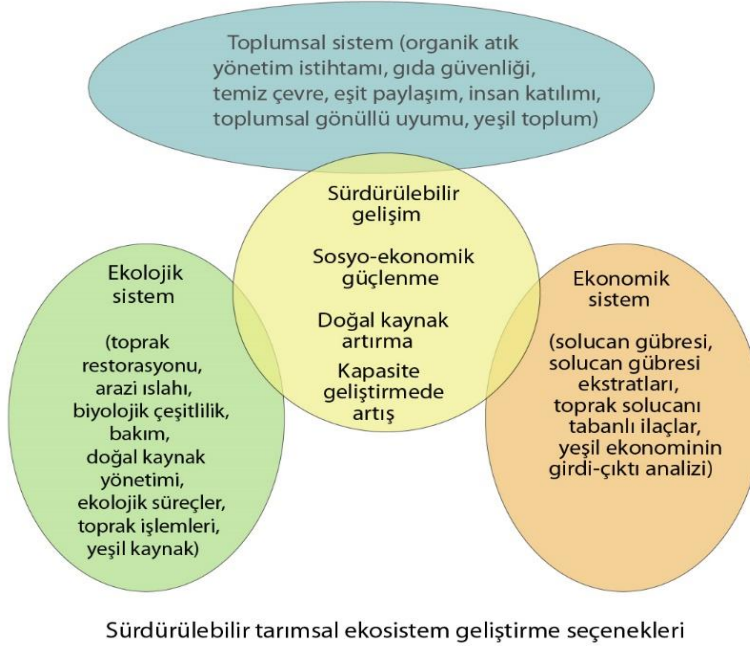 Toplumsal sistem (organik atık
yönetim istihtamı, gıda güvenliği,
temiz çevre, eşit paylaşım, insan katılımı,
toplumsal gönüllü uyumu, yeşil toplum)
Sürdürülebilir
gelişim
Sosyo-ekonomik
güçlenme
Doğal kaynak
artırma
Kapasite
geliştirmede
artış
Ekolojik
sistem
(toprak
restorasyonu,
arazi ıslahı,
biyolojik çeşitlilik,
bakım,
doğal kaynak
yönetimi,
ekolojik süreçler,
toprak işlemleri,
yeşil kaynak)
Ekonomik
sistem
(solucan gübresi,
solucan gübresi
ekstratları,
toprak solucanı
tabanlı ilaçlar,
yeşil ekonominin
girdi-çıktı analizi)
Sürdürülebilir tarımsal ekosistem geliştirme seçenekleri